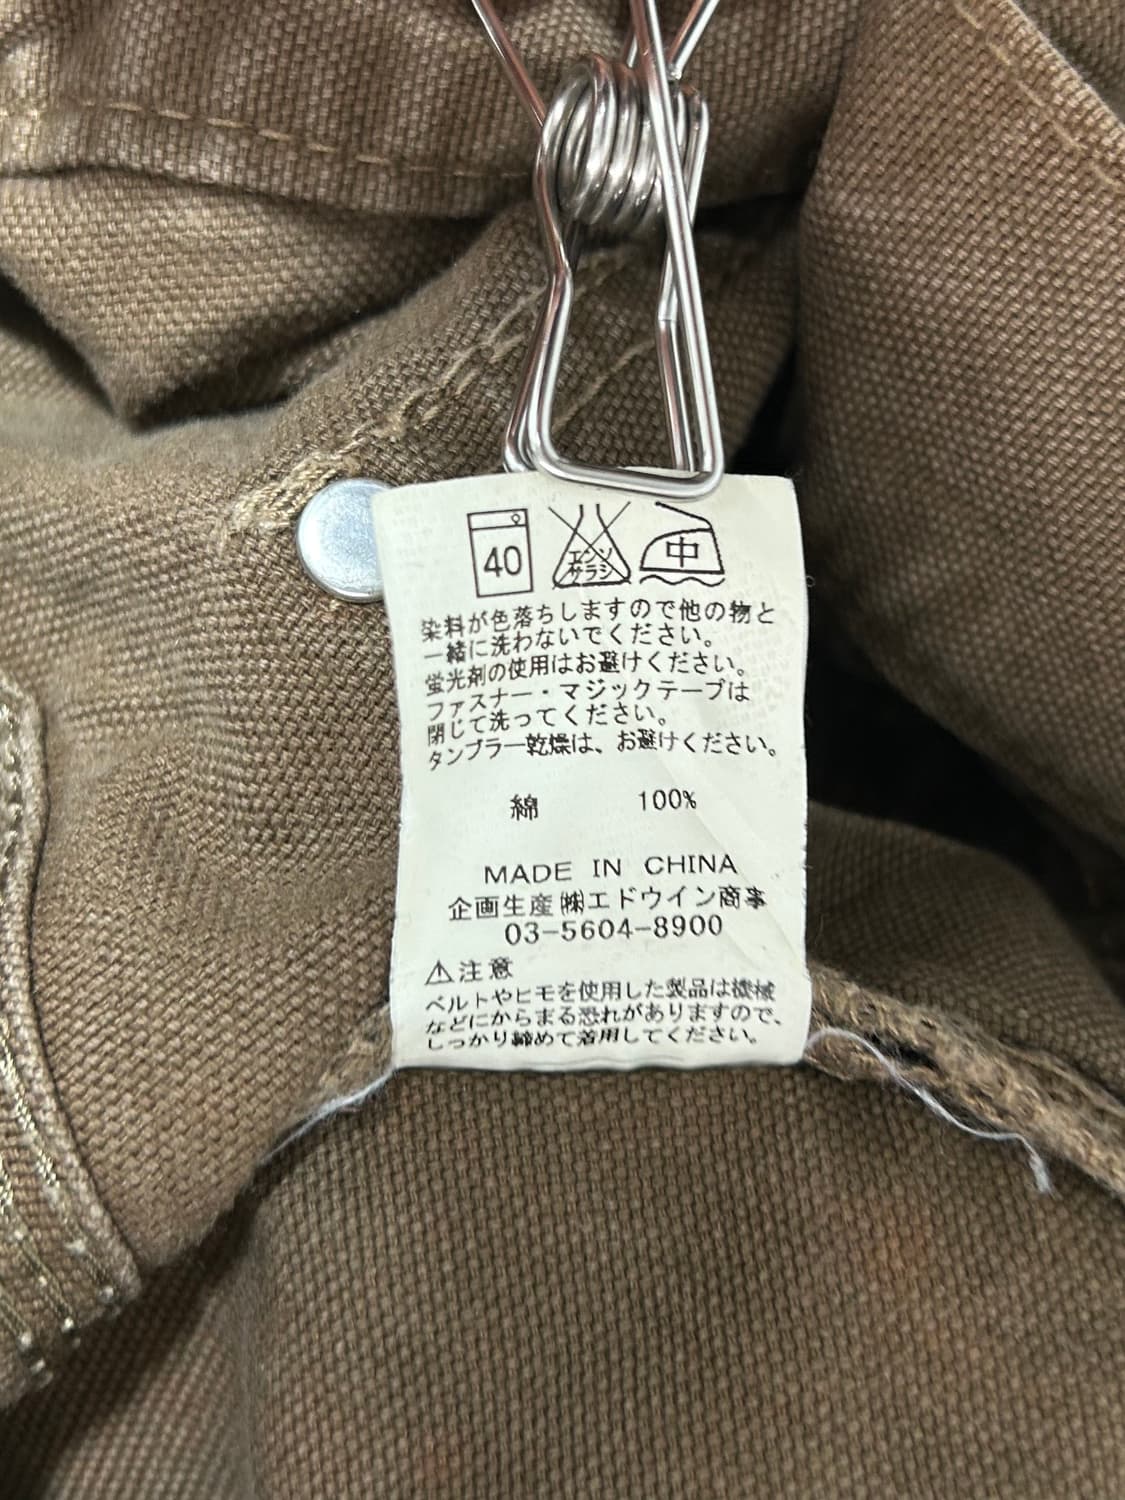 40
エンソ
サラシ
中
染料が色落ちしますので他の物と
一緒に洗わないでください。
蛍光剤の使用はお避けください。
ファスナー・マジックテープは
閉じて洗ってください。
タンブラー乾燥は、お避けください。
綿 100%
MADE IN CHINA
企画生産㈱エドウイン商事
03-5604-8900
⚠注意
ベルトやヒモを使用した製品は機械
などにからまる恐れがありますので、
しっかり締めて着用してください。